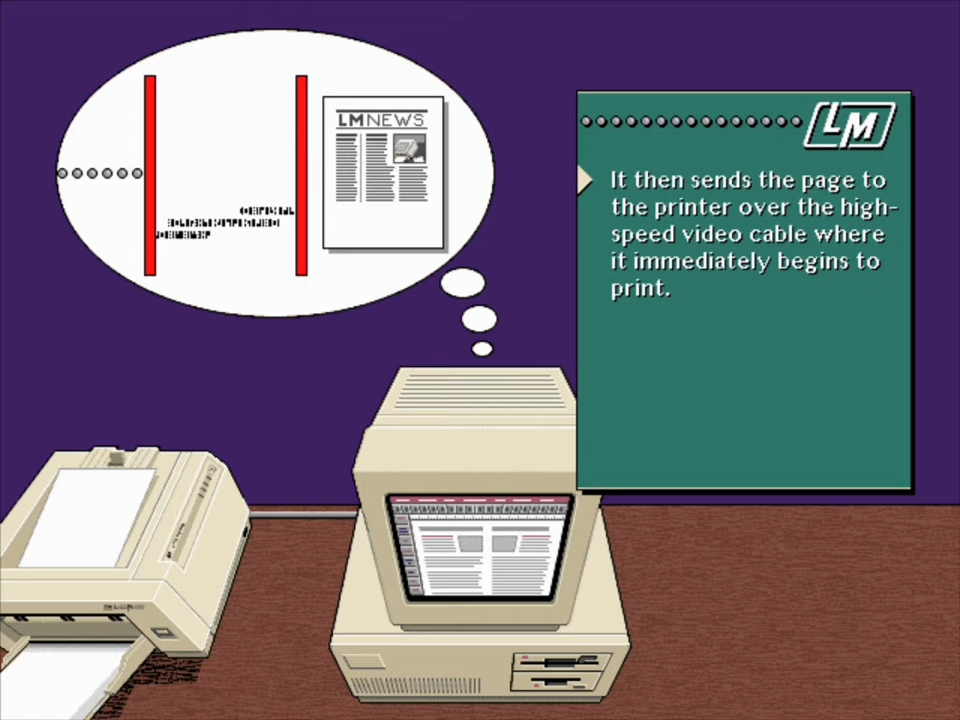 LMNEWS
LM
It then sends the page to
the printer over the high-
speed video cable where
it immediately begins to
print.